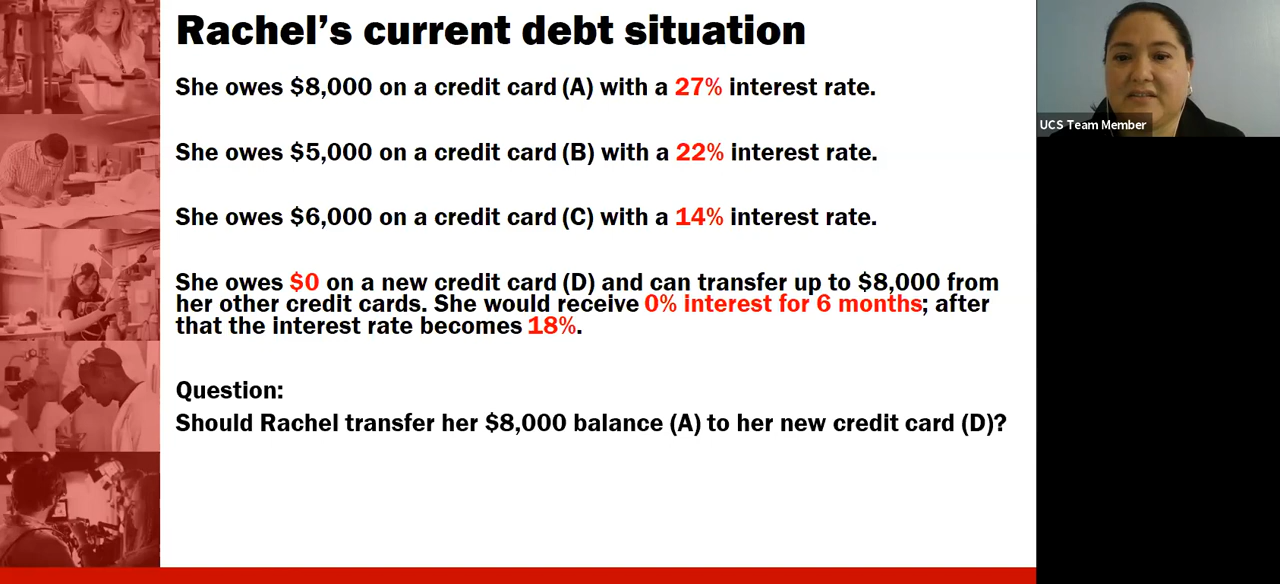 Rachel’s current debt situation
She owes $8,000 on a credit card (A) with a 27% interest rate.
UCS Team Member
She owes $5,000 on a credit card (B) with a 22% interest rate.
She owes $6,000 on a credit card (C) with a 14% interest rate.
She owes $0 on a new credit card (D) and can transfer up to $8,000 from
her other credit cards. She would receive 0% interest for 6 months; after
that the interest rate becomes 18%.
Question:
Should Rachel transfer her $8,000 balance (A) to her new credit card (D)?